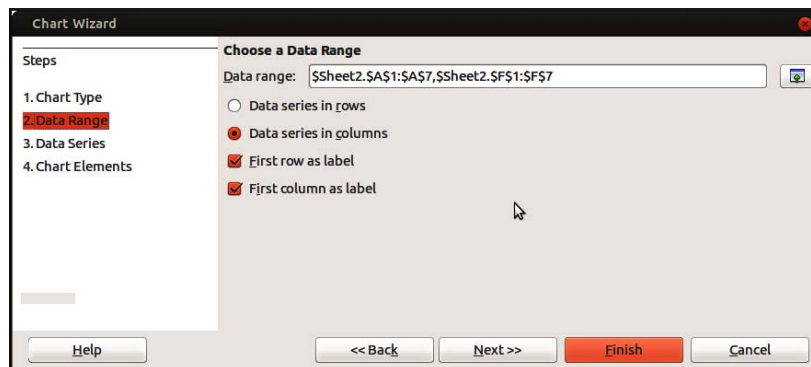 Chart Wizard
Steps
1. Chart Type
2. Data Range
3. Data Series
4. Chart Elements
Choose a Data Range
Data range: $Sheet2.$A$1:$A$7,$Sheet2.$F$1:$F$7
Data series in rows
Data series in columns
First row as label
First column as label
Help
<< Back
Next >>
Finish
Cancel